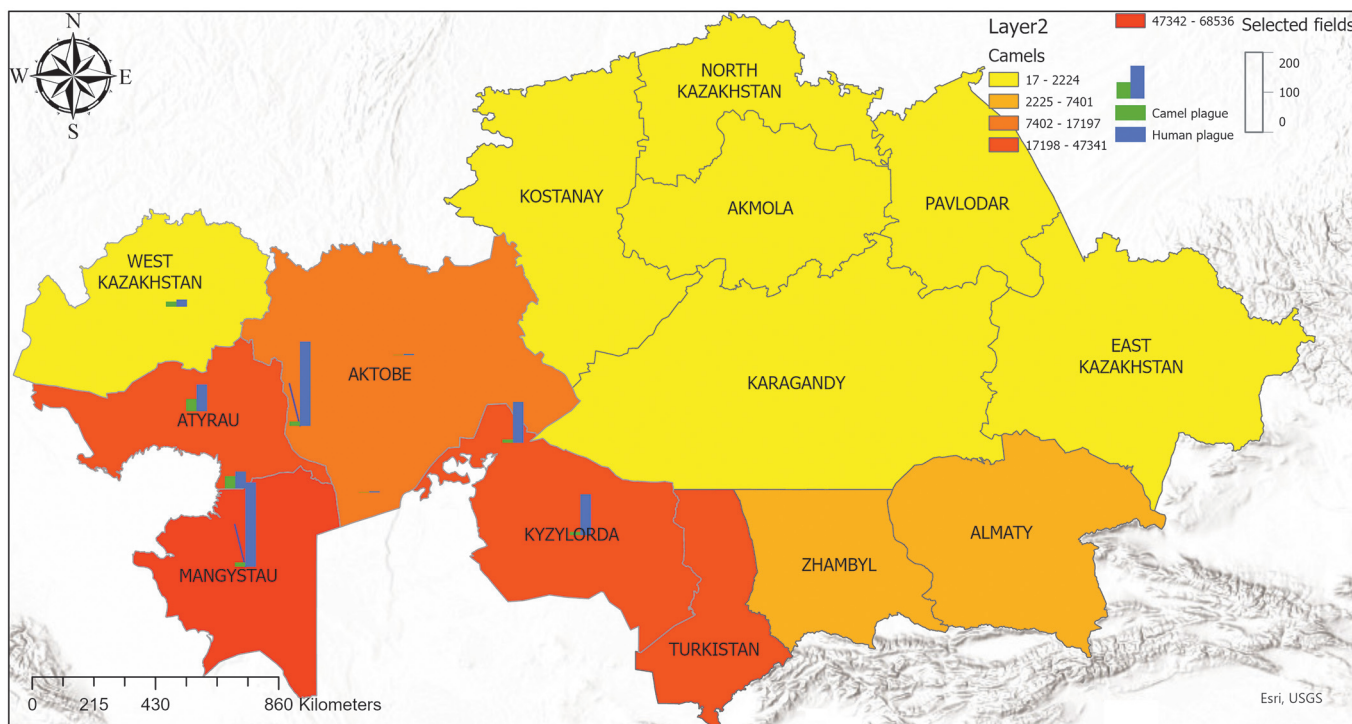 N
W
E
S
Layer2
Camels
17 - 2224
2225 - 7401
7402 - 17197
17198 - 47341
47342 - 68536
Camel plague
Human plague
Selected fields
200
100
0
NORTH
KAZAKHSTAN
KOSTANAY
AKMOLA
PAVLODAR
WEST
KAZAKHSTAN
EAST
KAZAKHSTAN
AKTOBE
KARAGANDY
ATYRAU
KYZYLORDA
ALMATY
ZHAMBYL
MANGYSTAU
TURKISTAN
0 215 430 860 Kilometers
Esri, USGS